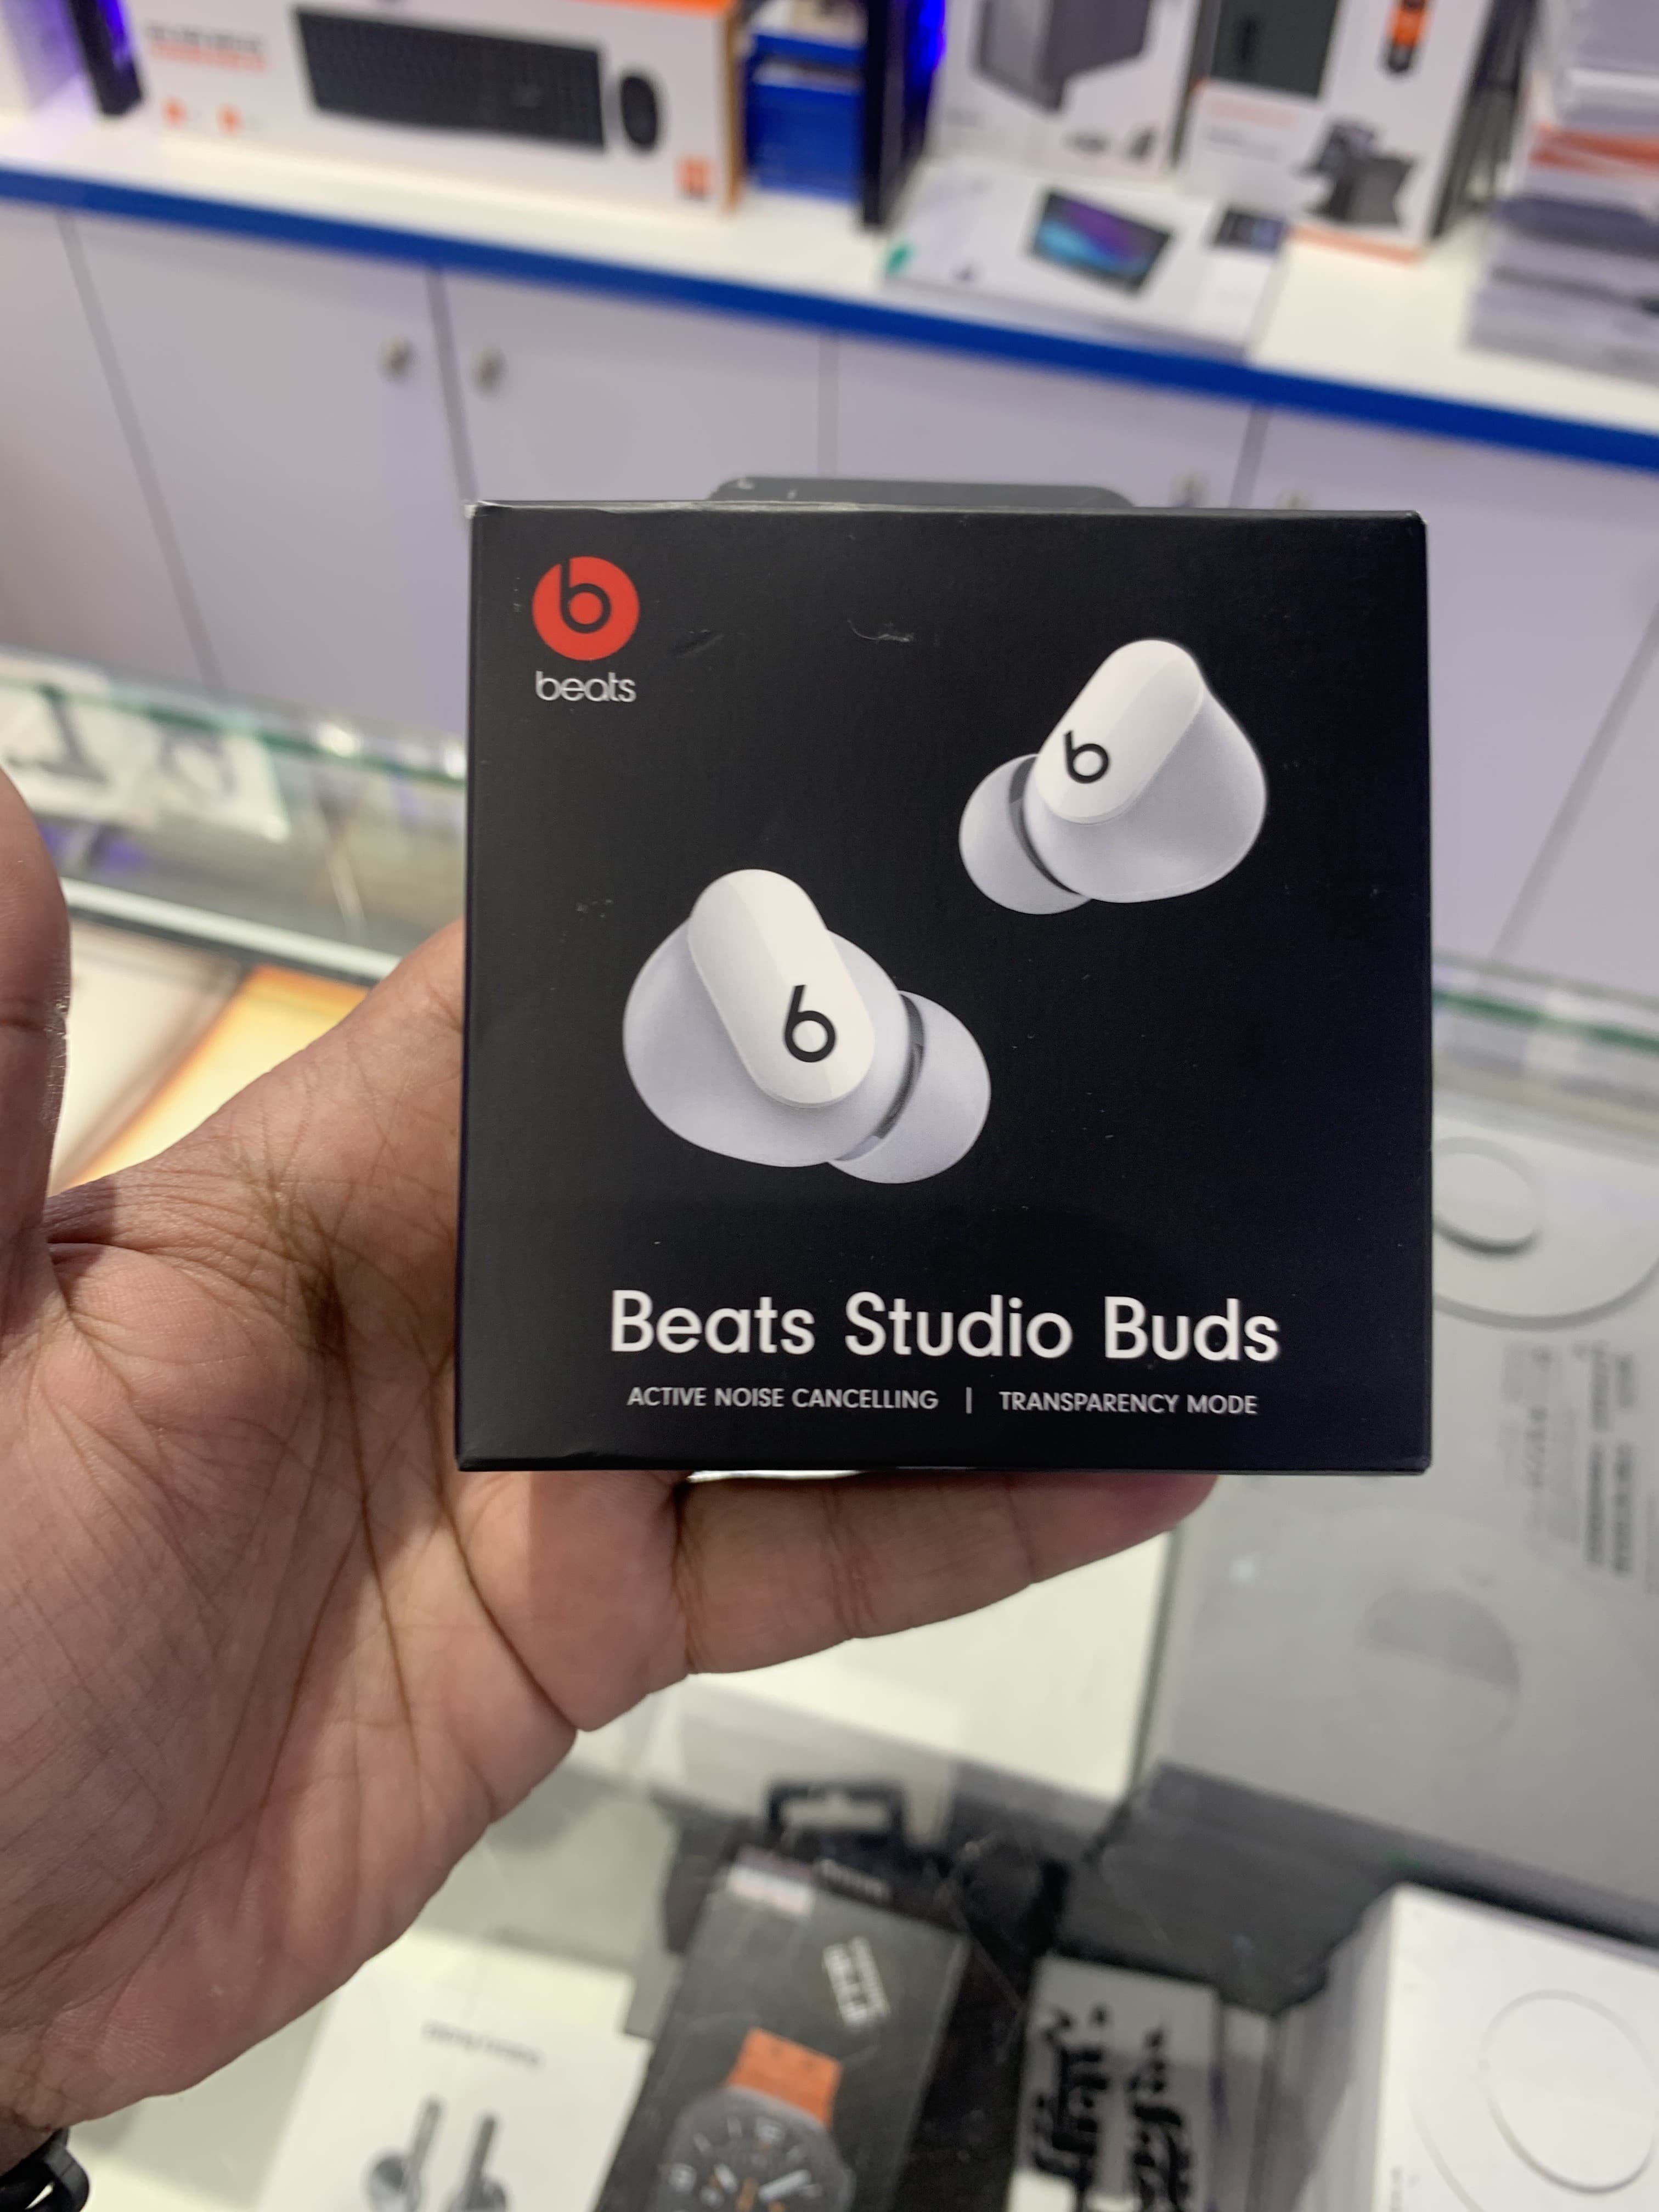 beats
Beats Studio Buds
ACTIVE NOISE CANCELLING | TRANSPARENCY MODE